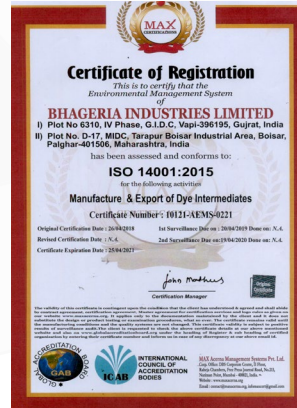 MAX
CERTIFICATIONS
Certificate of Registration
This is to certify that the
Environmental Management System
of
BHAGERIA INDUSTRIES LIMITED
I) Plot No 6310, IV Phase, G.I.D.C, Vapi-396195, Gujrat, India
II) Plot No. D-17, MIDC, Tarapur Boisar Industrial Area, Boisar,
Palghar-401506, Maharashtra, India
has been assessed and conforms to:
ISO 14001:2015
for the following activities
Manufacture & Export of Dye Intermediates
Certificate Number : I0121-AEMS-0221
Original Certification Date : 26/04/2018 1st Surveillance Due on : 20/04/2019 Done on: N.A.
Revised Certification Date : N.A. 2nd Surveillance Due on:19/04/2020 Done on: N.A.
Certificate Expiration Date : 25/04/2021
Certification Manager
GLOBAL ACCREDITATION BOARD
GAB
ICAB
INTERNATIONAL
COUNCIL OF
ACCREDITATION
BODIES
MAX Access Management Systems Pvt. Ltd.